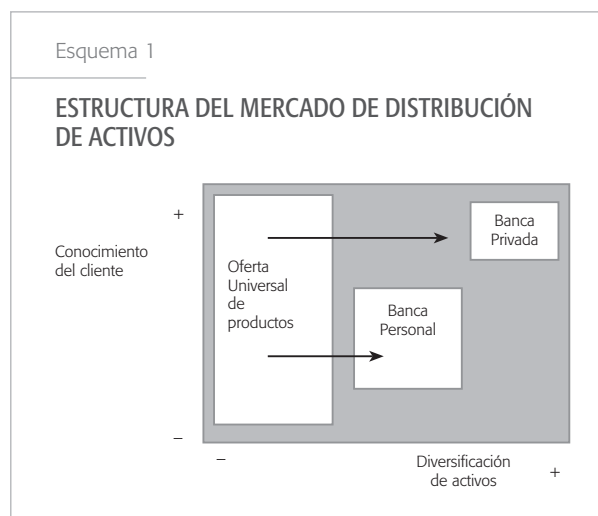 Esquema 1
ESTRUCTURA DEL MERCADO DE DISTRIBUCIÓN
DE ACTIVOS
+
Conocimiento
del cliente
Oferta
Universal
de
productos
Banca
Privada
Banca
Personal
–
–
Diversificación
de activos
+